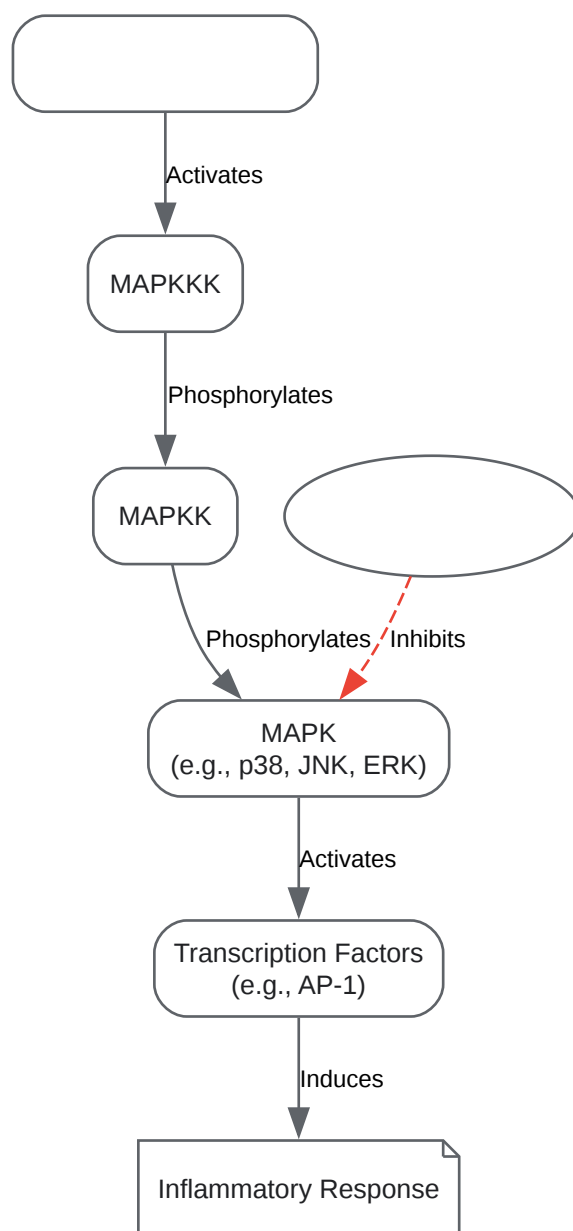 Activates
MAPKKK
Phosphorylates
MAPKK
Phosphorylates
Inhibits
MAPK
(e.g., p38, JNK, ERK)
Activates
Transcription Factors
(e.g., AP-1)
Induces
Inflammatory Response